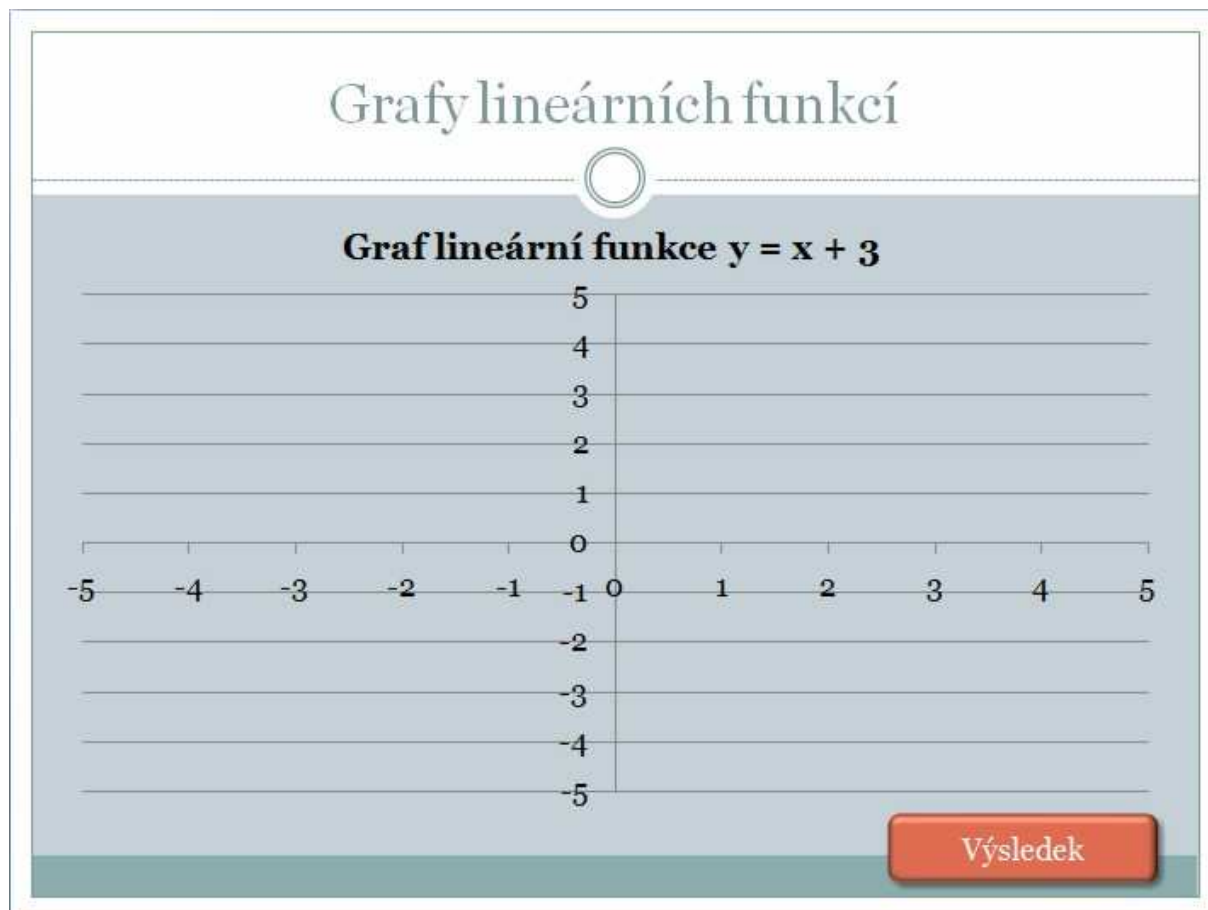 Grafy lineárních funkcí
Graf lineární funkce y = x + 3
5
4
3
2
1
0
-5 -4 -3 -2 -1 -1 0 1 2 3 4 5
-2
-3
-4
-5
Výsledek